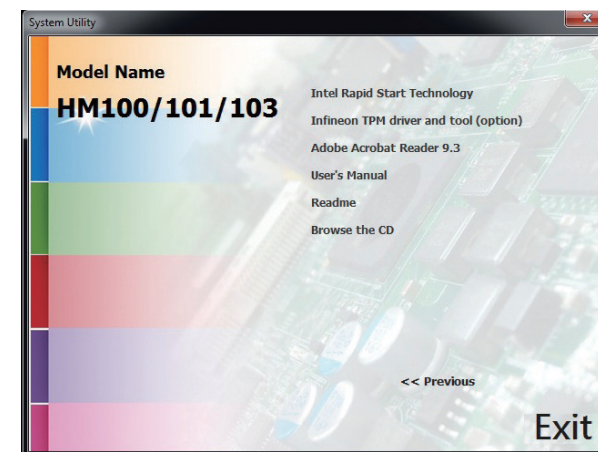 System Utility
Model Name
HM100/101/103
Intel Rapid Start Technology
Infineon TPM driver and tool (option)
Adobe Acrobat Reader 9.3
User's Manual
Readme
Browse the CD
<< Previous
Exit